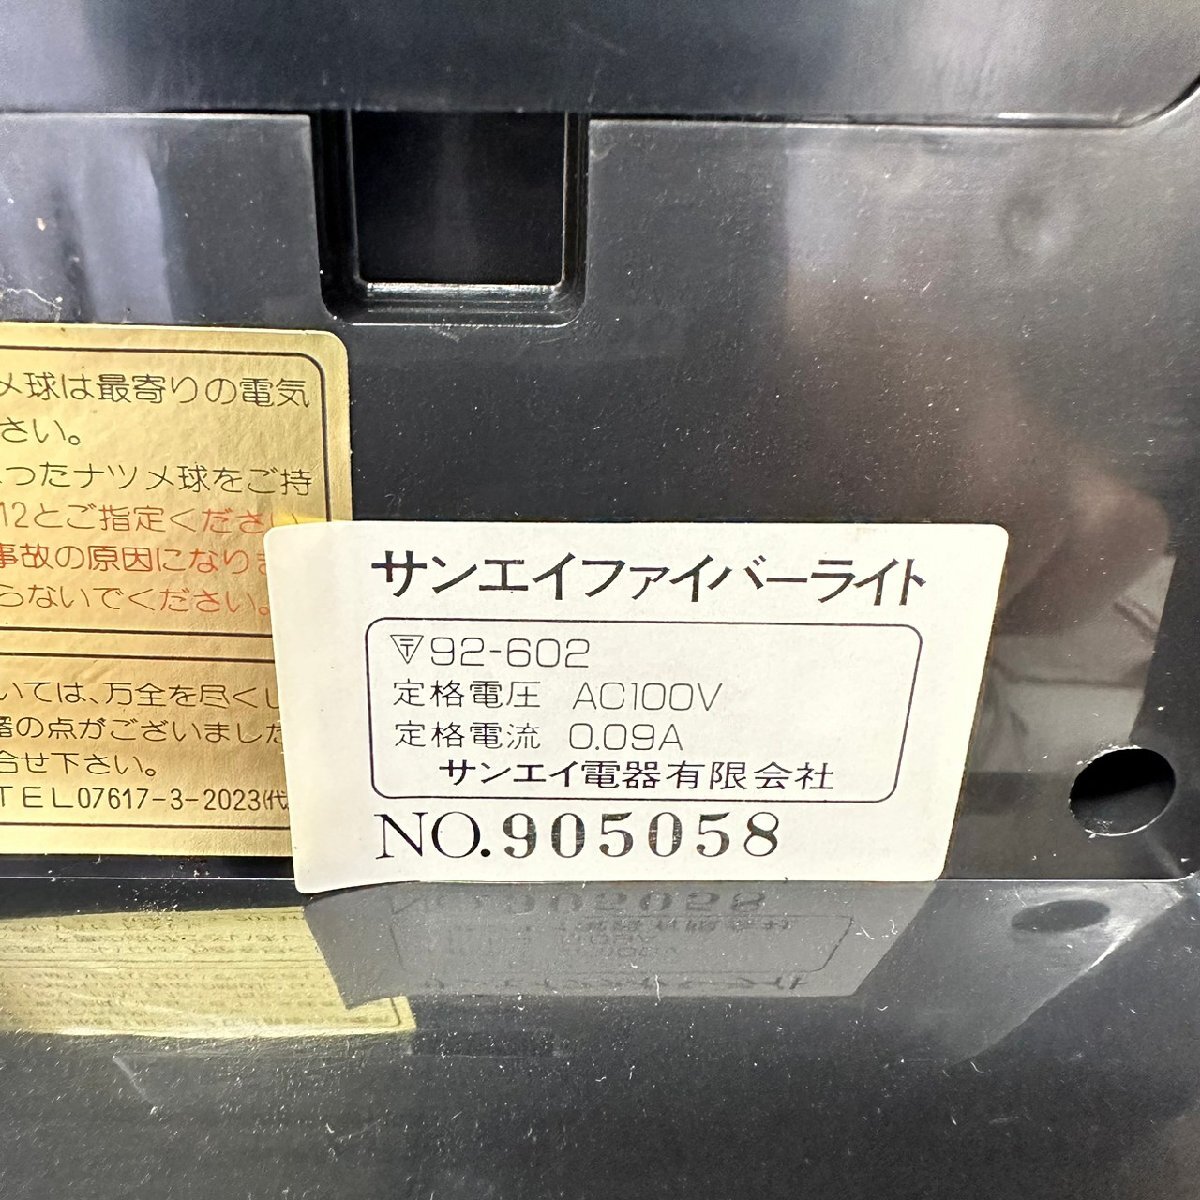 メ球は最寄りの電気
さい。
ったナツメ球をご持
12とご指定ください
事故の原因になりま
らないでください。
いては、万全を尽くし
の点がございました
合せ下さい。
TEL07617-3-2023(代
サンエイファイバーライト
〒92-602
定格電圧 AC100V
定格電流 0.09A
サンエイ電器有限会社
NO.905058